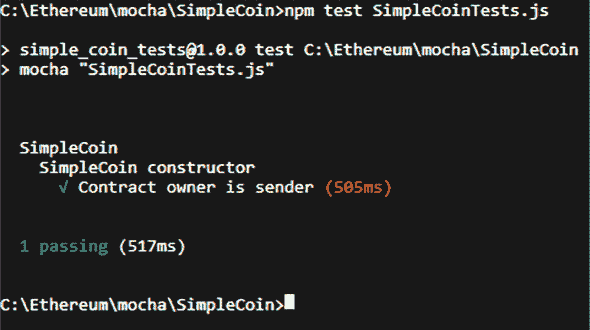 C:\Ethereum\mocha\SimpleCoin>npm test SimpleCoinTests.js
> simple_coin_tests@1.0.0 test C:\Ethereum\mocha\SimpleCoin
> mocha "SimpleCoinTests.js"
SimpleCoin
SimpleCoin constructor
√ Contract owner is sender (505ms)
1 passing (517ms)
C:\Ethereum\mocha\SimpleCoin>